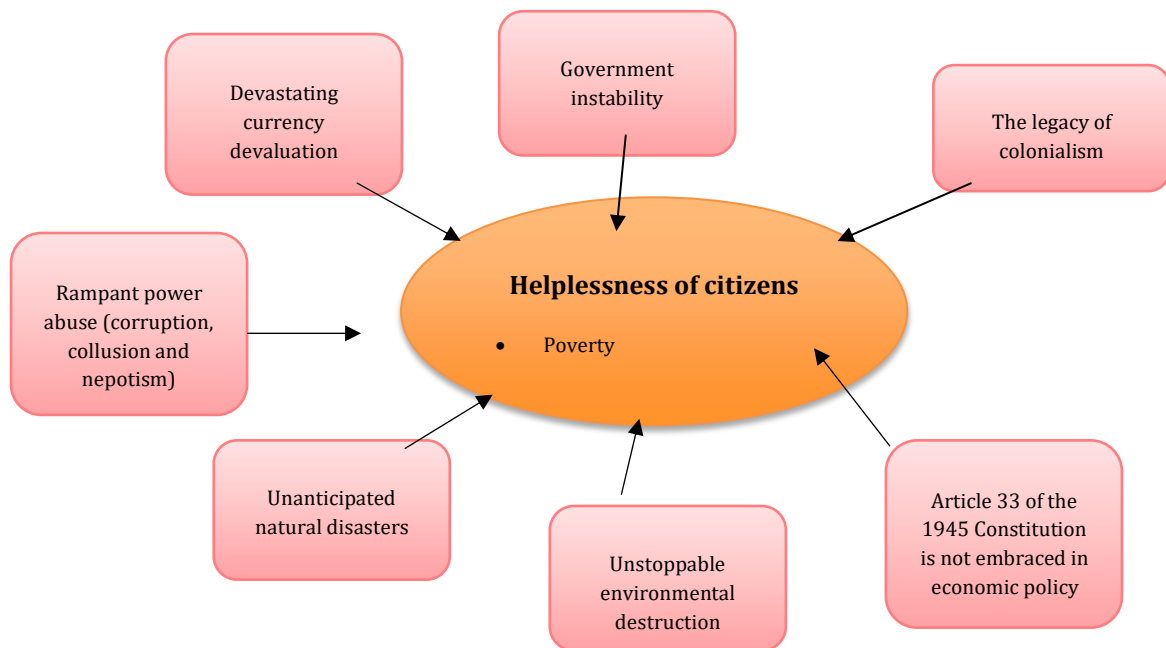 Devastating
currency
devaluation
Government
instability
The legacy of
colonialism
Helplessness of citizens
• Poverty
Rampant power
abuse (corruption,
collusion and
nepotism)
Unanticipated
natural disasters
Unstoppable
environmental
destruction
Article 33 of the
1945 Constitution
is not embraced in
economic policy